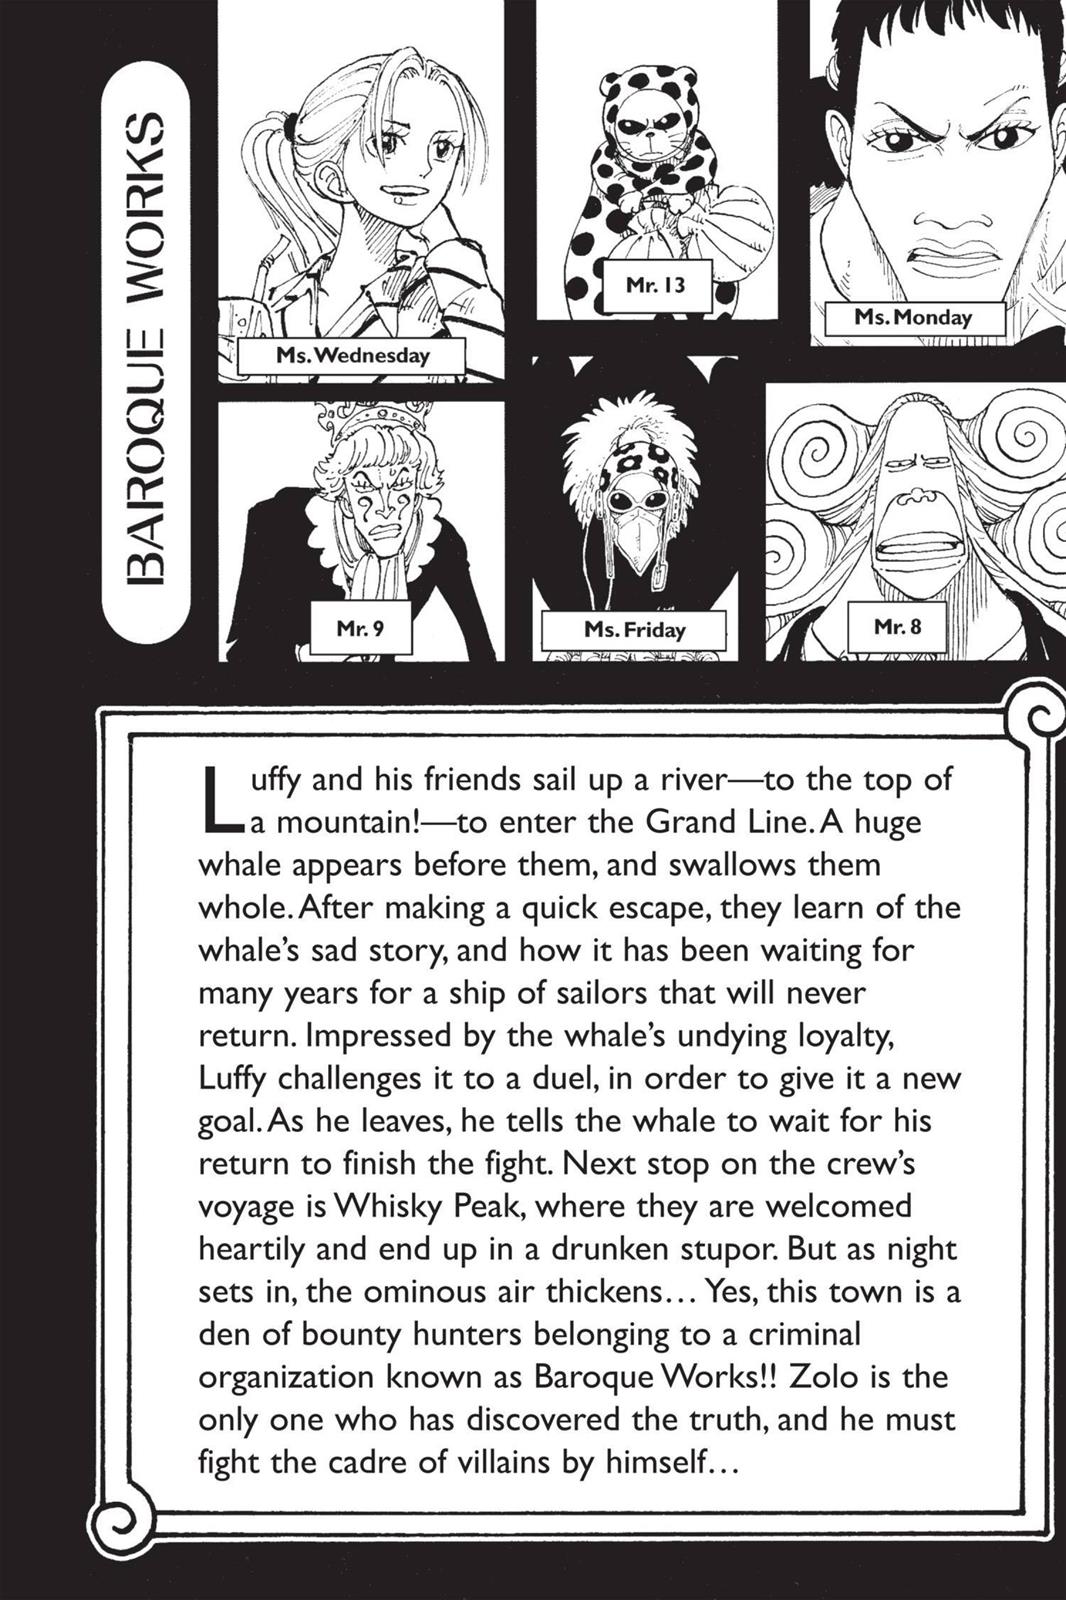 BAROQUE WORKS
Ms. Wednesday
Mr. 13
Ms. Monday
Mr. 9
Ms. Friday
Mr. 8
Luffy and his friends sail up a river—to the top of
a mountain!—to enter the Grand Line. A huge
whale appears before them, and swallows them
whole. After making a quick escape, they learn of the
whale's sad story, and how it has been waiting for
many years for a ship of sailors that will never
return. Impressed by the whale's undying loyalty,
Luffy challenges it to a duel, in order to give it a new
goal. As he leaves, he tells the whale to wait for his
return to finish the fight. Next stop on the crew's
voyage is Whisky Peak, where they are welcomed
heartily and end up in a drunken stupor. But as night
sets in, the ominous air thickens… Yes, this town is a
den of bounty hunters belonging to a criminal
organization known as Baroque Works!! Zolo is the
only one who has discovered the truth, and he must
fight the cadre of villains by himself…